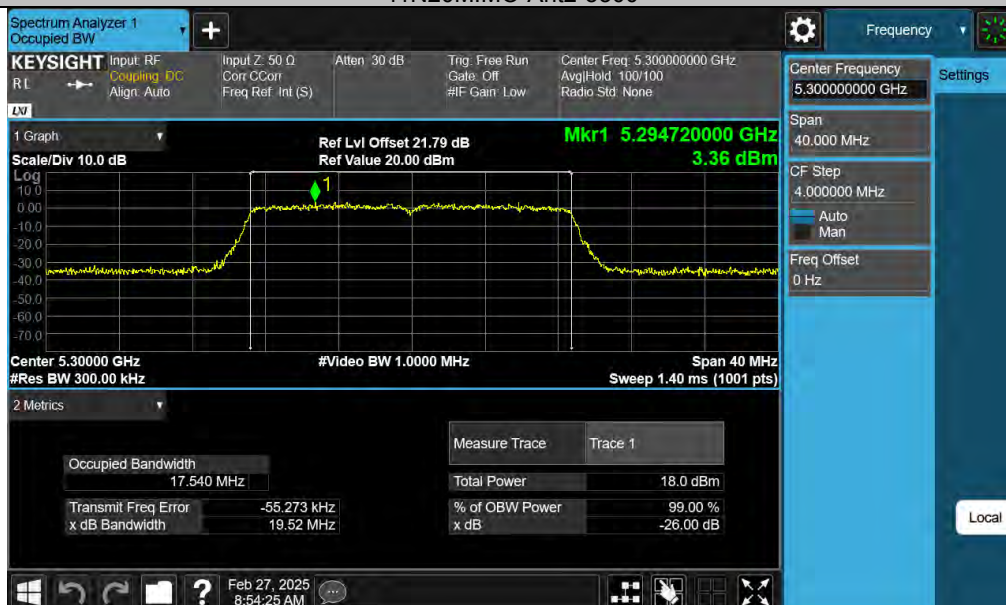 Spectrum Analyzer 1
Occupied BW
+
Frequency
KEYSIGHT
Input: RF
Coupling: DC
Align: Auto
Input Z: 50 Ω
Corr CCorr
Freq Ref: Int (S)
Atten: 30 dB
Trig: Free Run
Gate: Off
#IF Gain: Low
Center Freq: 5.300000000 GHz
Avg|Hold: 100/100
Radio Std: None
LXI
Center Frequency
5.300000000 GHz
Settings
Span
40.000 MHz
CF Step
4.000000 MHz
Auto
Man
Freq Offset
0 Hz
1 Graph
Scale/Div 10.0 dB
Ref Lvl Offset 21.79 dB
Ref Value 20.00 dBm
Mkr1 5.294720000 GHz
3.36 dBm
Log
10.0
0.00
-10.0
-20.0
-30.0
-40.0
-50.0
-60.0
-70.0
1
Center 5.30000 GHz
#Res BW 300.00 kHz
#Video BW 1.0000 MHz
Span 40 MHz
Sweep 1.40 ms (1001 pts)
2 Metrics
Measure Trace Trace 1
Occupied Bandwidth
17.540 MHz
Total Power 18.0 dBm
Transmit Freq Error -55.273 kHz
% of OBW Power 99.00 %
x dB Bandwidth 19.52 MHz
x dB -26.00 dB
Local
?
Feb 27, 2025
8:54:25 AM